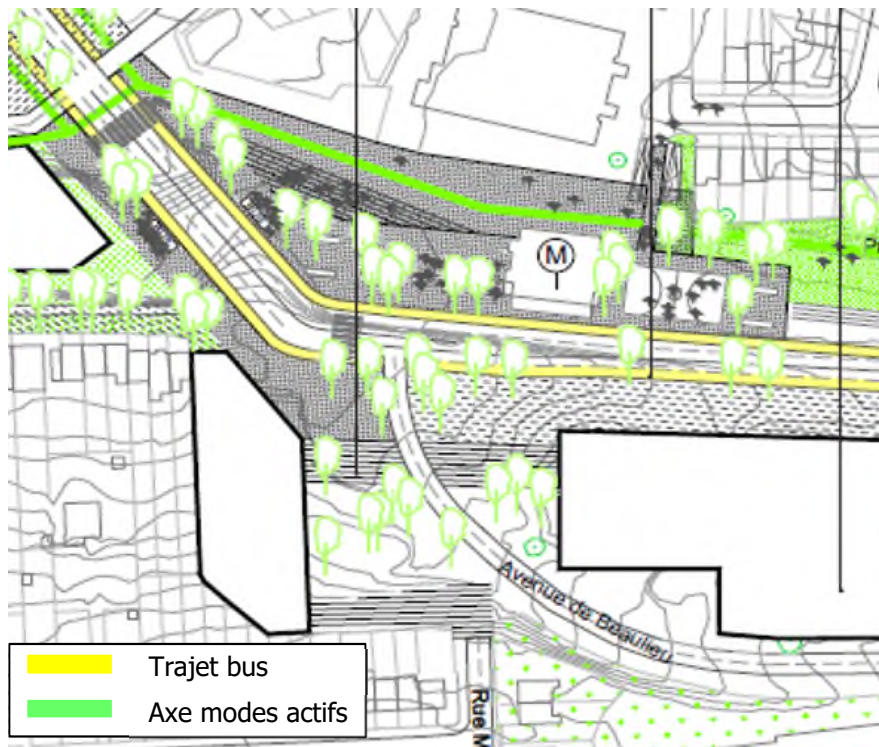 M
P
Avenue de Beaulieu
Rue M
Trajet bus
Axe modes actifs